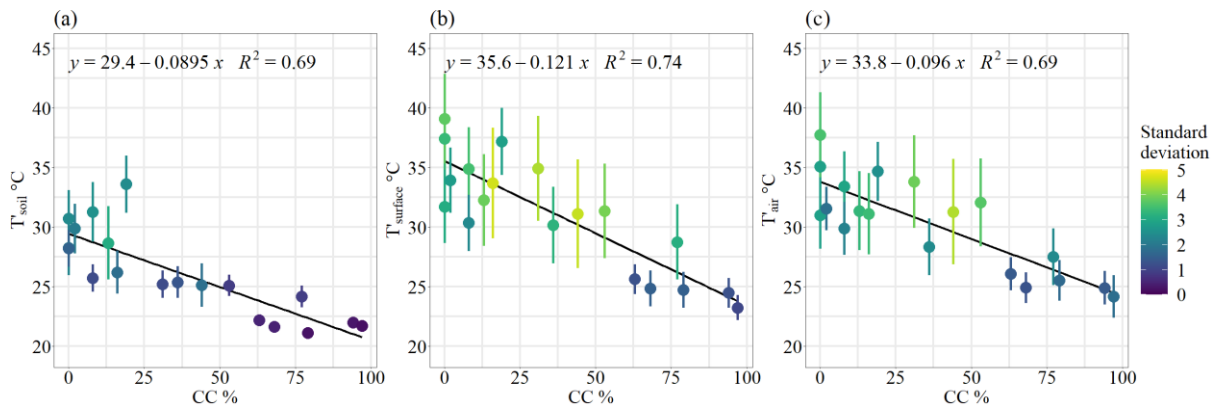 (a)
(b)
(c)
y = 29.4 − 0.0895 x R² = 0.69
y = 35.6 − 0.121 x R² = 0.74
y = 33.8 − 0.096 x R² = 0.69
T'soil °C
45
40
35
30
25
20
0 25 50 75 100
CC %
T'surface °C
45
40
35
30
25
20
0 25 50 75 100
CC %
T'air °C
45
40
35
30
25
20
0 25 50 75 100
CC %
Standard
deviation
5
4
3
2
1
0